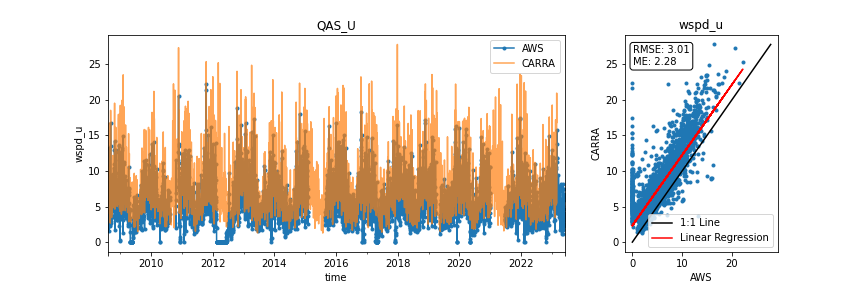 QAS_U
wspd_u
25
20
15
10
5
0
2010
2012
2014
2016
2018
2020
2022
time
wspd_u
AWS
CARRA
RMSE: 3.01
ME: 2.28
25
20
15
10
5
0
0
10
20
AWS
CARRA
1:1 Line
Linear Regression